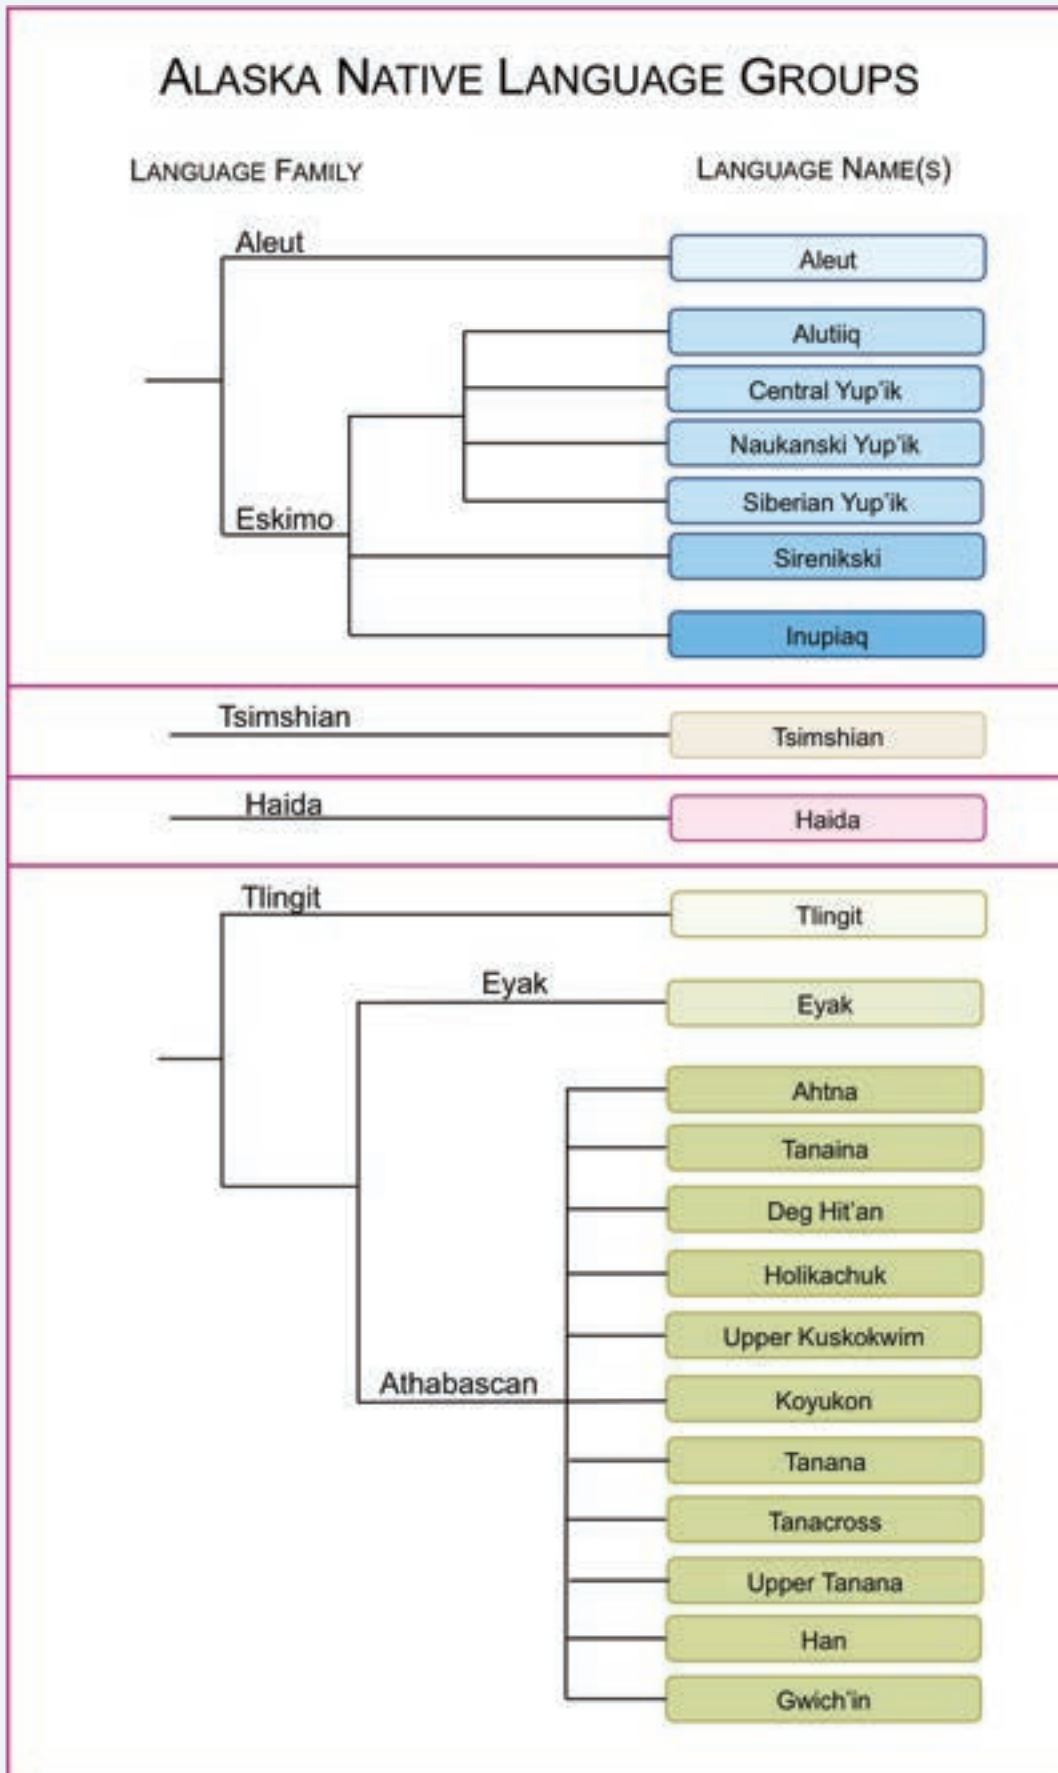 ALASKA NATIVE LANGUAGE GROUPS
LANGUAGE FAMILY
LANGUAGE NAME(S)
Aleut
Aleut
Alutiiq
Central Yup'ik
Naukanski Yup'ik
Siberian Yup'ik
Eskimo
Sirenikski
Inupiaq
Tsimshian
Tsimshian
Haida
Haida
Tlingit
Tlingit
Eyak
Eyak
Ahtna
Tanaina
Deg Hit'an
Holikachuk
Upper Kuskokwim
Athabascan
Koyukon
Tanana
Tanacross
Upper Tanana
Han
Gwich'in